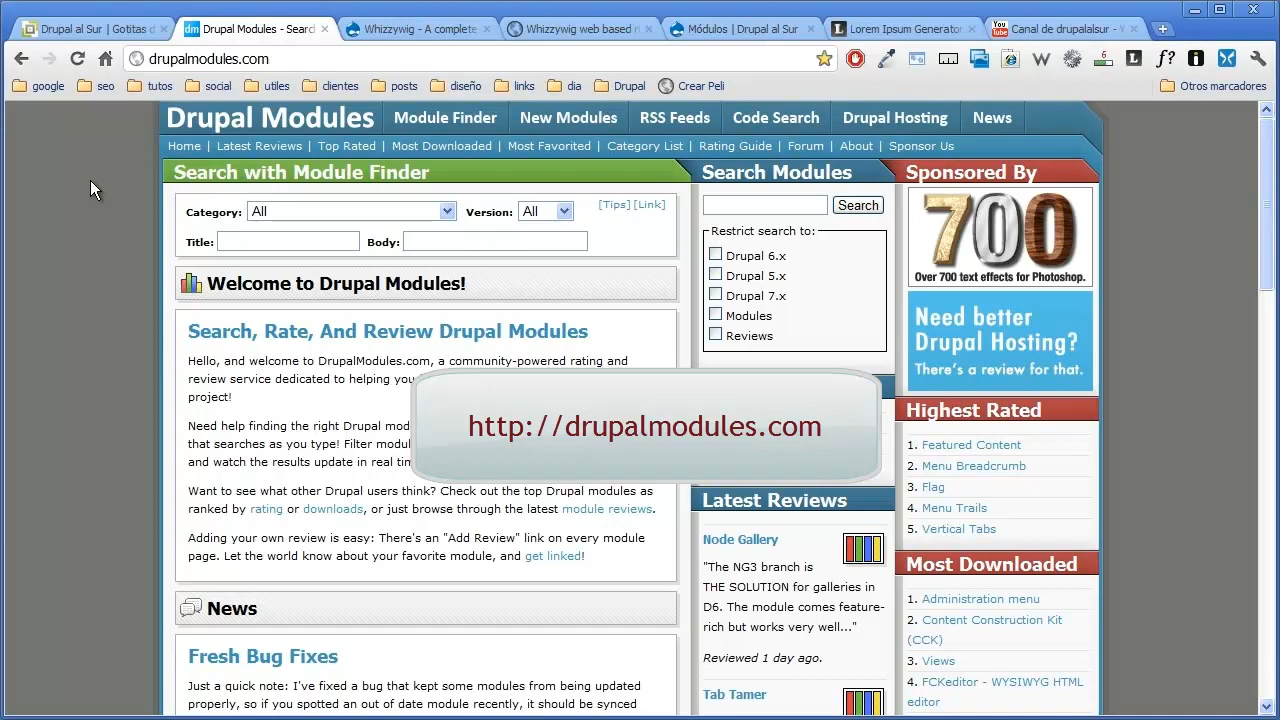 Drupal al Sur | Gotitas d
Drupal Modules - Searc
Whizzywig - A complete
Whizzywig web based ri
Módulos | Drupal al Sur
Lorem Ipsum Generator
Canal de drupalalsur -
drupalmodules.com
google
seo
tutos
social
utiles
clientes
posts
diseño
links
dia
Drupal
Crear Peli
Otros marcadores
Drupal Modules
Module Finder
New Modules
RSS Feeds
Code Search
Drupal Hosting
News
Home | Latest Reviews | Top Rated | Most Downloaded | Most Favorited | Category List | Rating Guide | Forum | About | Sponsor Us
Search with Module Finder
Category: All Version: All [Tips] [Link]
Title: Body:
Welcome to Drupal Modules!
Search, Rate, And Review Drupal Modules
Hello, and welcome to DrupalModules.com, a community-powered rating and
review service dedicated to helping you
project!
Need help finding the right Drupal
that searches as you type! Filter
and watch the results update in real
Want to see what other Drupal users think? Check out the top Drupal modules as
ranked by rating or downloads, or just browse through the latest module reviews.
Adding your own review is easy: There's an "Add Review" link on every module
page. Let the world know about your favorite module, and get linked!
News
Fresh Bug Fixes
Just a quick note: I've fixed a bug that kept some modules from being updated
properly, so if you spotted an out of date module recently, it should be synced
http://drupalmodules.com
Search Modules
Search
Restrict search to:
Drupal 6.x
Drupal 5.x
Drupal 7.x
Modules
Reviews
Latest Reviews
Node Gallery
"The NG3 branch is
THE SOLUTION for galleries in
D6. The module comes feature-
rich but works very well..."
Reviewed 1 day ago.
Tab Tamer
Sponsored By
700
Over 700 text effects for Photoshop.
Need better
Drupal Hosting?
There's a review for that.
Highest Rated
1. Featured Content
2. Menu Breadcrumb
3. Flag
4. Menu Trails
5. Vertical Tabs
Most Downloaded
1. Administration menu
2. Content Construction Kit
(CCK)
3. Views
4. FCKeditor - WYSIWYG HTML
editor